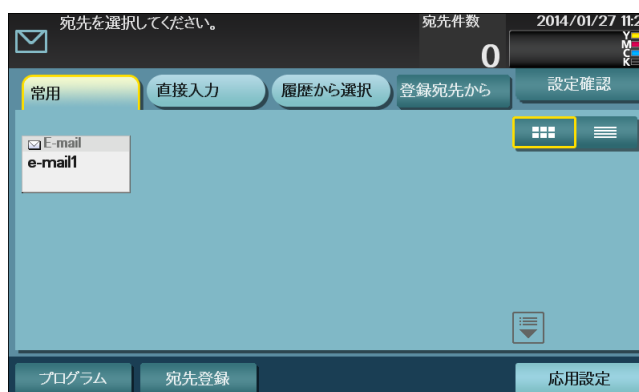 宛先を選択してください。
宛先件数
0
2014/01/27 11:2
Y
M
C
K
常用
直接入力
履歴から選択
登録宛先から
設定確認
E-mail
e-mail1
プログラム
宛先登録
応用設定